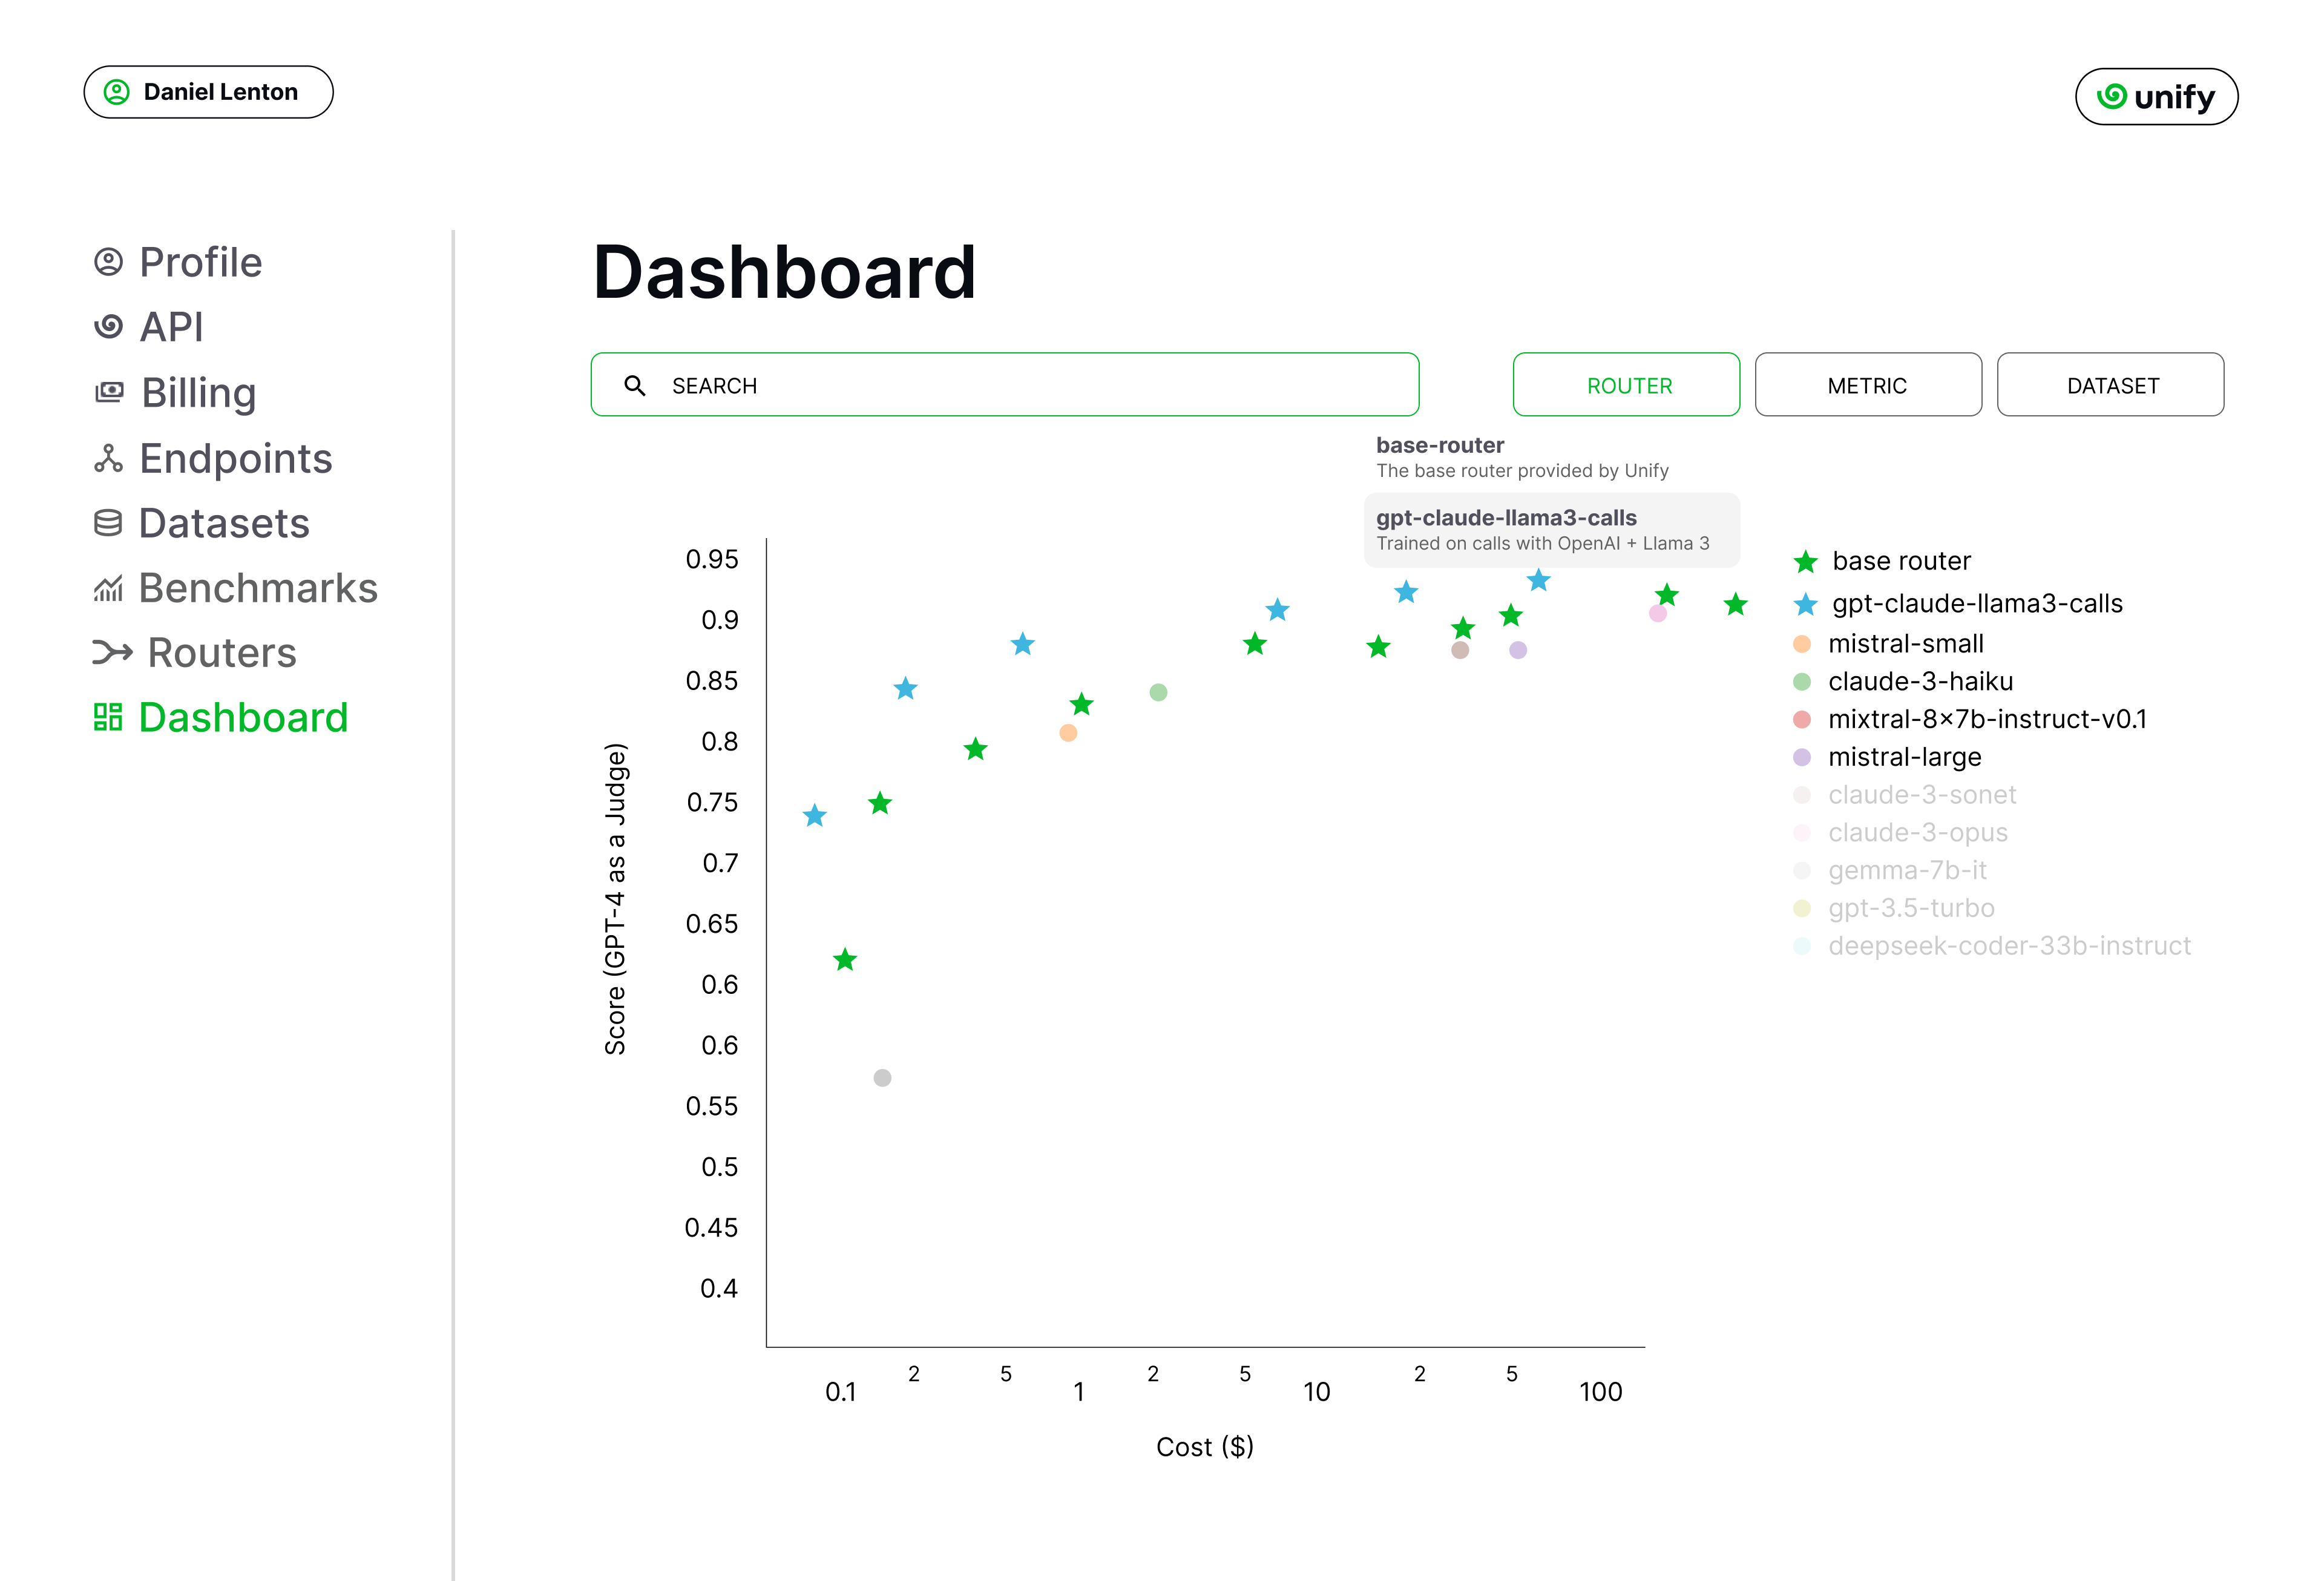 Daniel Lenton
unify
Profile
API
Billing
Endpoints
Datasets
Benchmarks
Routers
Dashboard
Dashboard
SEARCH
ROUTER
METRIC
DATASET
base-router
The base router provided by Unify
gpt-claude-llama3-calls
Trained on calls with OpenAI + Llama 3
Score (GPT-4 as a Judge)
0.95
0.9
0.85
0.8
0.75
0.7
0.65
0.6
0.6
0.55
0.5
0.45
0.4
0.1
2
5
1
2
5
10
2
5
100
Cost ($)
base router
gpt-claude-llama3-calls
mistral-small
claude-3-haiku
mixtral-8×7b-instruct-v0.1
mistral-large
claude-3-sonet
claude-3-opus
gemma-7b-it
gpt-3.5-turbo
deepseek-coder-33b-instruct